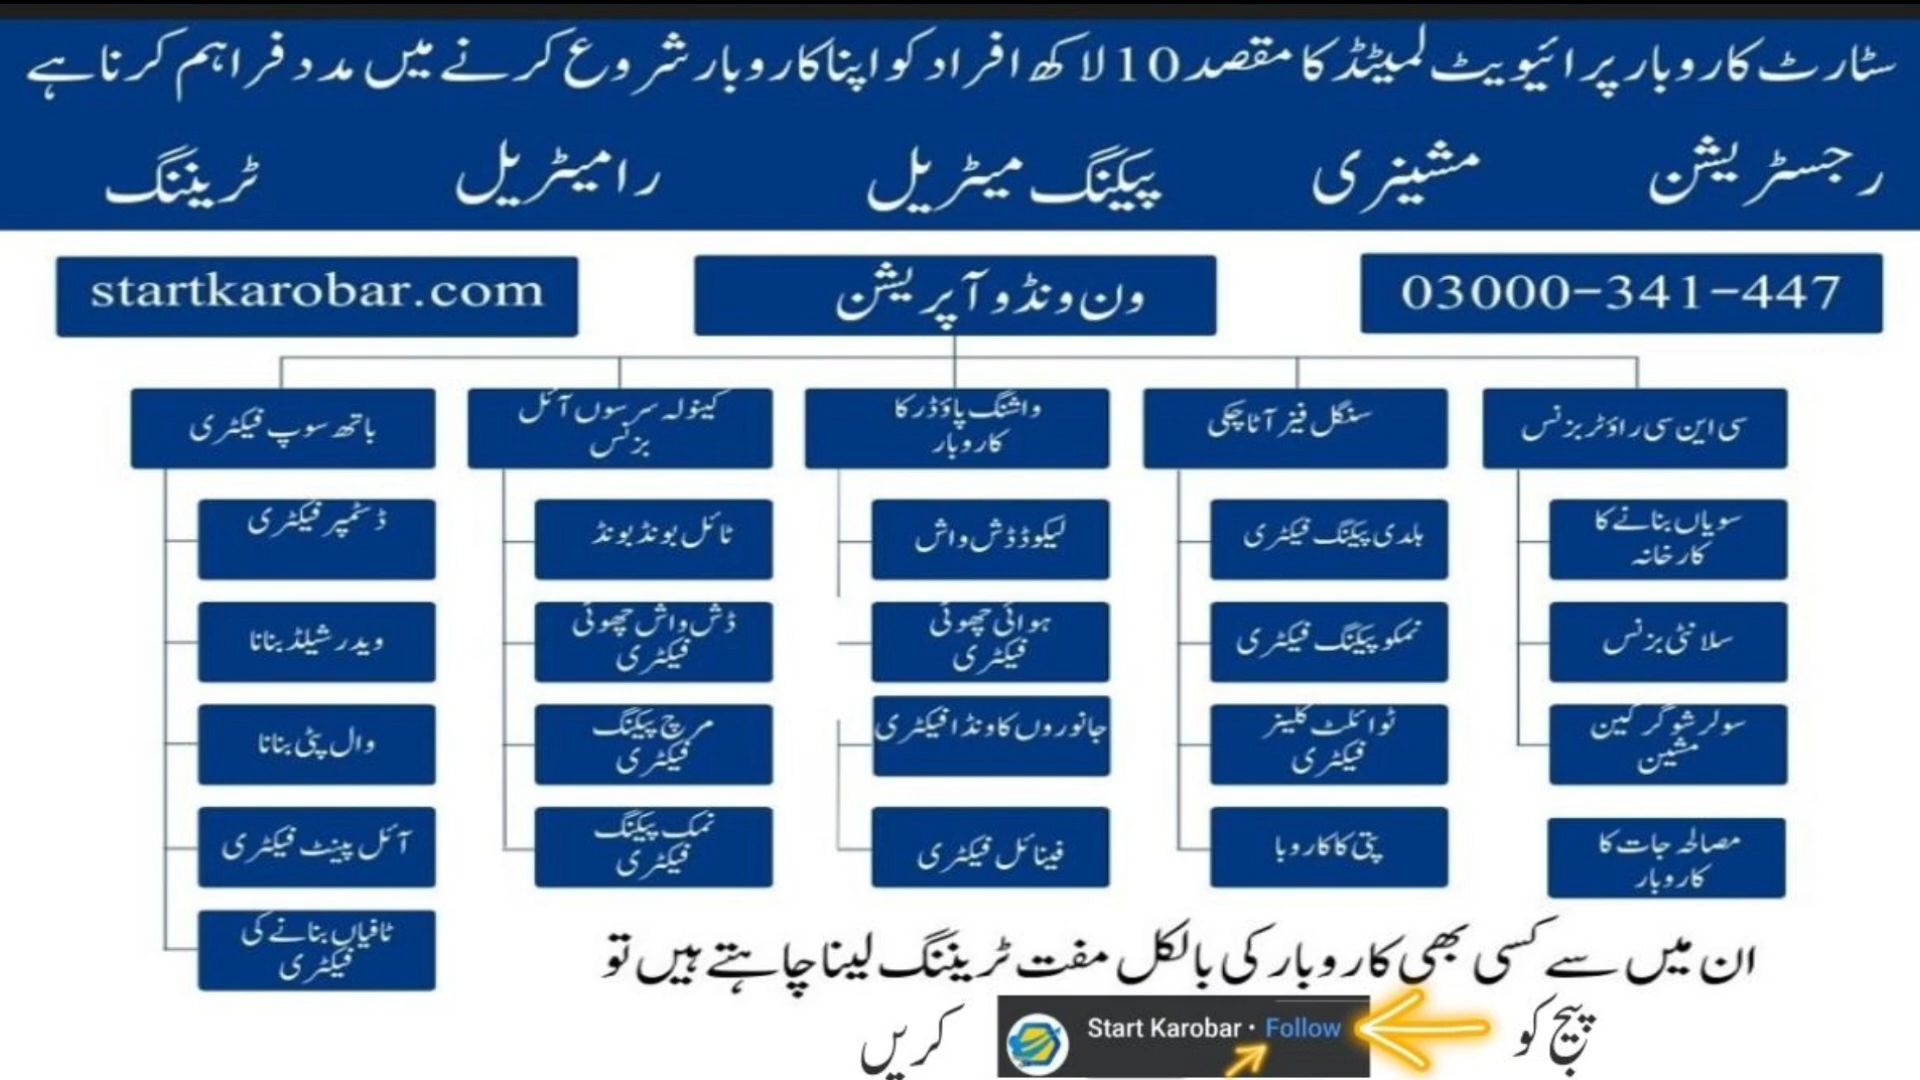 سٹارٹ کاروبار پرائیویٹ لمیٹڈ کا مقصد 10 لاکھ افراد کو اپنا کاروبار شروع کرنے میں مدد فراہم کرنا ہے
رجسٹریشن مشینری پیکنگ میٹریل رامیٹریل ٹریننگ
03000-341-447
ون ونڈو آپریشن
startkarobar.com
سی این سی راؤٹر بزنس
سویاں بنانے کا
کارخانہ
سلانٹی بزنس
سولر شوگر کین
مشین
مصالحہ جات کا
کاروبار
سنگل فیز آٹا چکی
ہلدی پیکنگ فیکٹری
نمکو پیکنگ فیکٹری
ٹوائلٹ کلینر
فیکٹری
پتی کا کاروبا
واشنگ پاؤڈر کا
کاروبار
لیکوڈ ڈش واش
ہوائی چھوٹی
فیکٹری
جانوروں کا ونڈا فیکٹری
فینائل فیکٹری
کینولہ سرسوں آئل
بزنس
ٹائل بونڈ بونڈ
ڈش واش چھوٹی
فیکٹری
مرچ پیکنگ
فیکٹری
نمک پیکنگ
فیکٹری
باتھ سوپ فیکٹری
ڈسٹمپر فیکٹری
ویدر شیلڈ بنانا
وال پٹی بنانا
آئل پینٹ فیکٹری
ٹافیاں بنانے کی
فیکٹری
ان میں سے کسی بھی کاروبار کی بالکل مفت ٹریننگ لینا چاہتے ہیں تو
پیج کو Start Karobar · Follow کریں